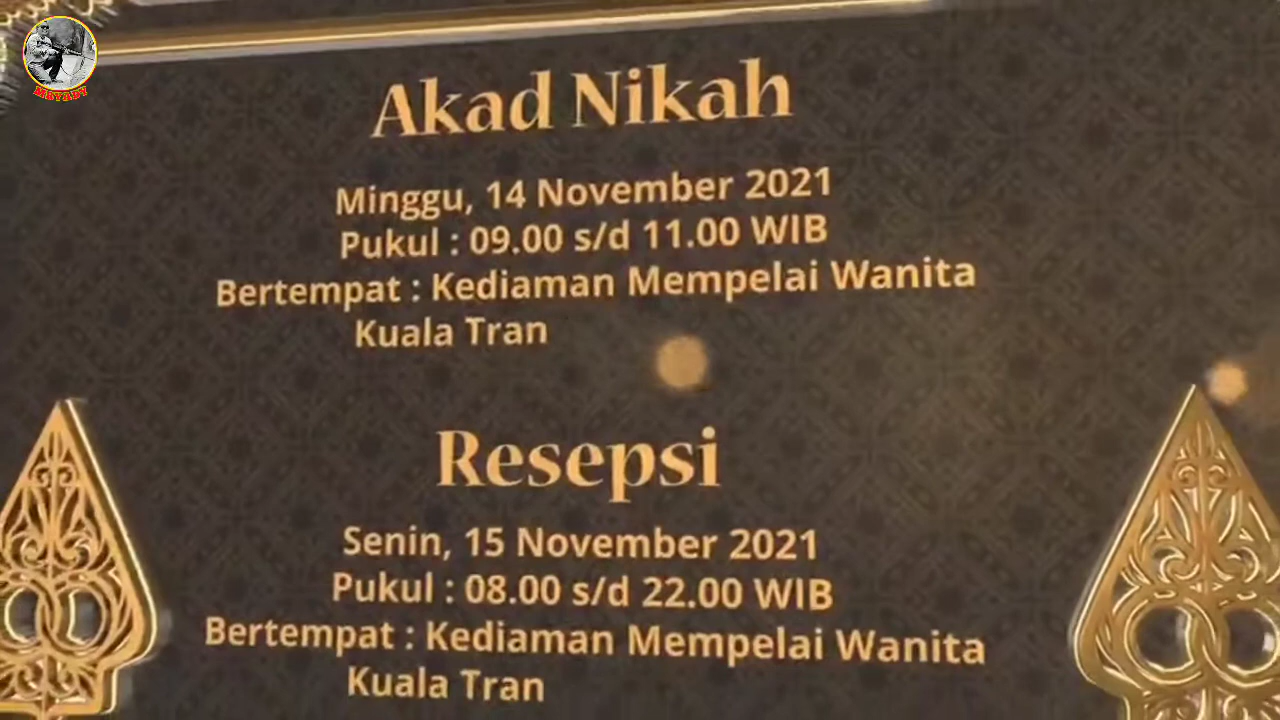 Akad Nikah
Minggu, 14 November 2021
Pukul : 09.00 s/d 11.00 WIB
Bertempat : Kediaman Mempelai Wanita
Kuala Tran
Resepsi
Senin, 15 November 2021
Pukul : 08.00 s/d 22.00 WIB
Bertempat : Kediaman Mempelai Wanita
Kuala Tran